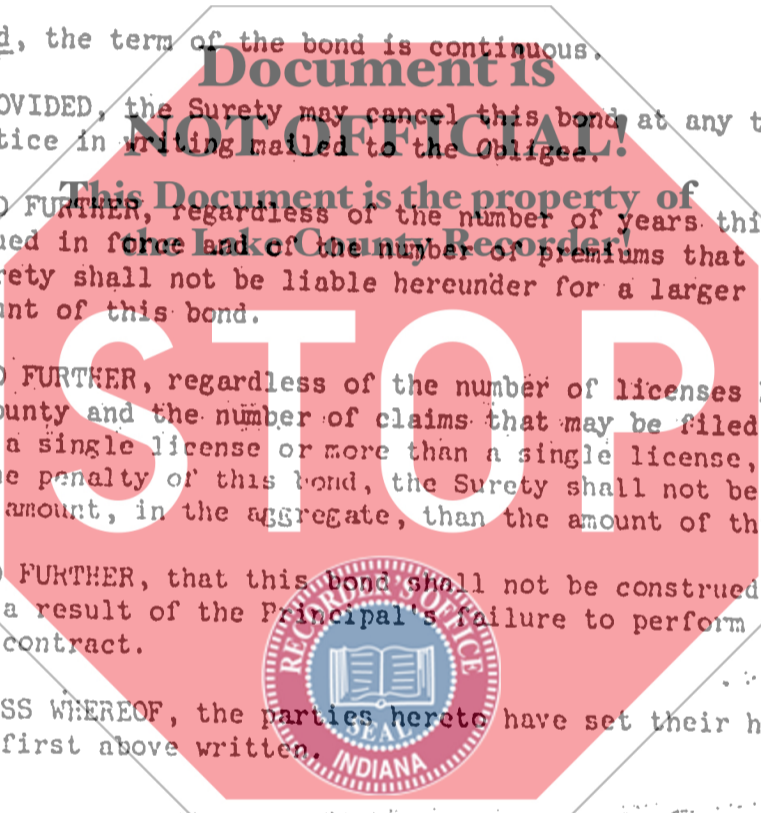 d, the term of the bond is continuous.
Document is
OVIDED, the Surety may cancel this bond at any t
NOT OFFICIAL!
tice in writing mailed to the Obligee.
This Document is the property of
D FURTHER, regardless of the number of years thi
the Lake County Recorder!
ued in force and of the number of premiums that
rety shall not be liable hereunder for a larger
unt of this bond.
STOP
D FURTHER, regardless of the number of licenses
ounty and the number of claims that may be filed
a single license or more than a single license,
e penalty of this bond, the Surety shall not be
amount, in the aggregate, than the amount of th
D FURTHER, that this bond shall not be construed
a result of the Principal's failure to perform
contract.
RECORDER'S OFFICE
SEAL
INDIANA
SS WHEREOF, the parties hereto have set their h
first above written.